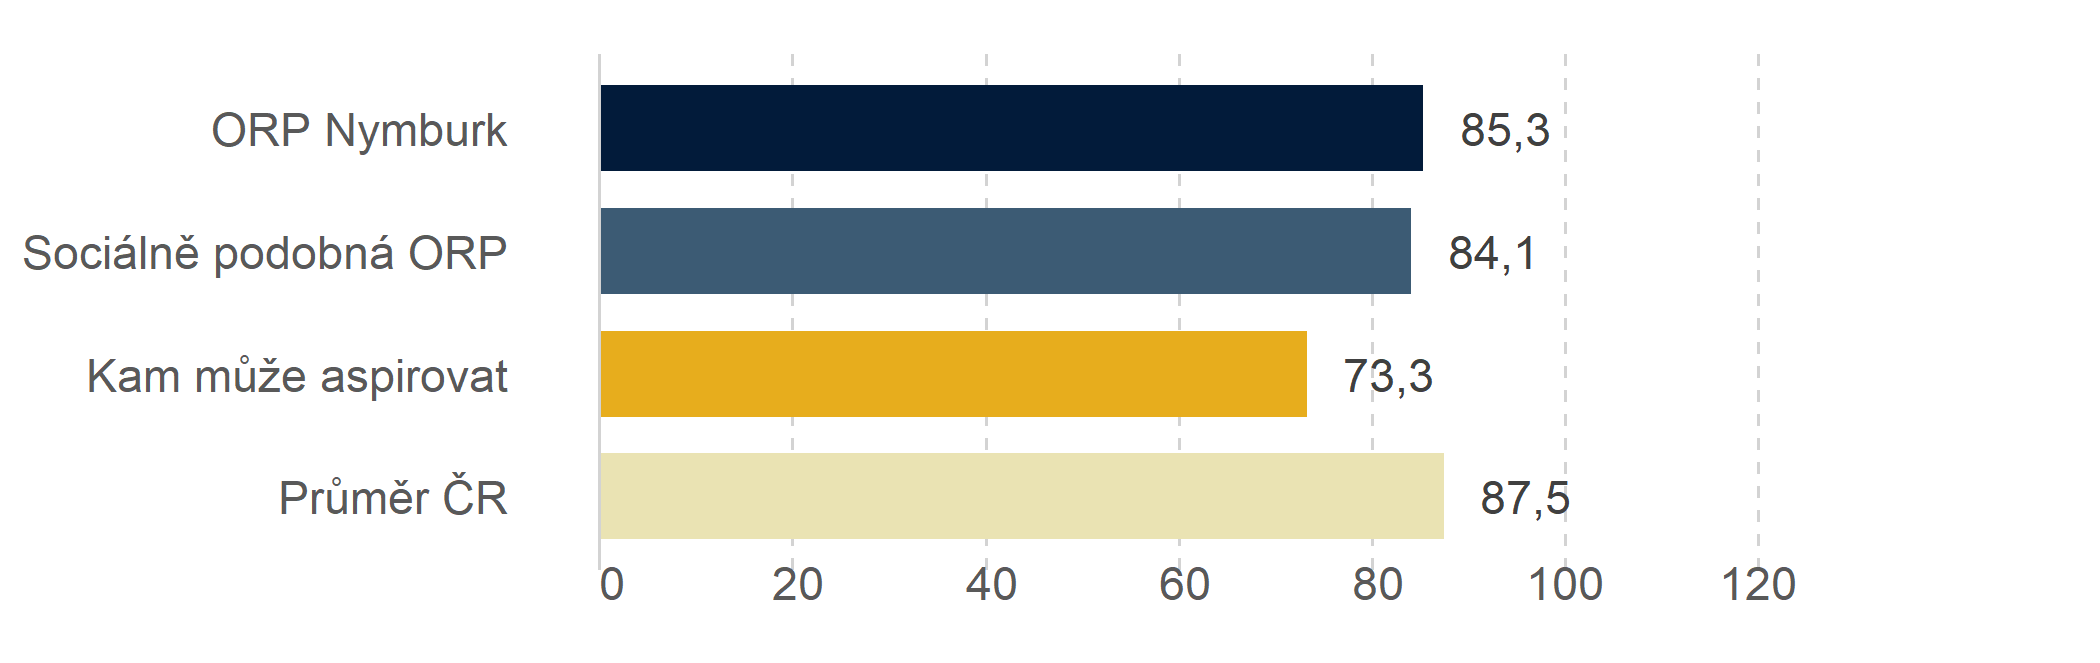 ORP Nymburk 85,3
Sociálně podobná ORP 84,1
Kam může aspirovat 73,3
Průměr ČR 87,5
0 20 40 60 80 100 120